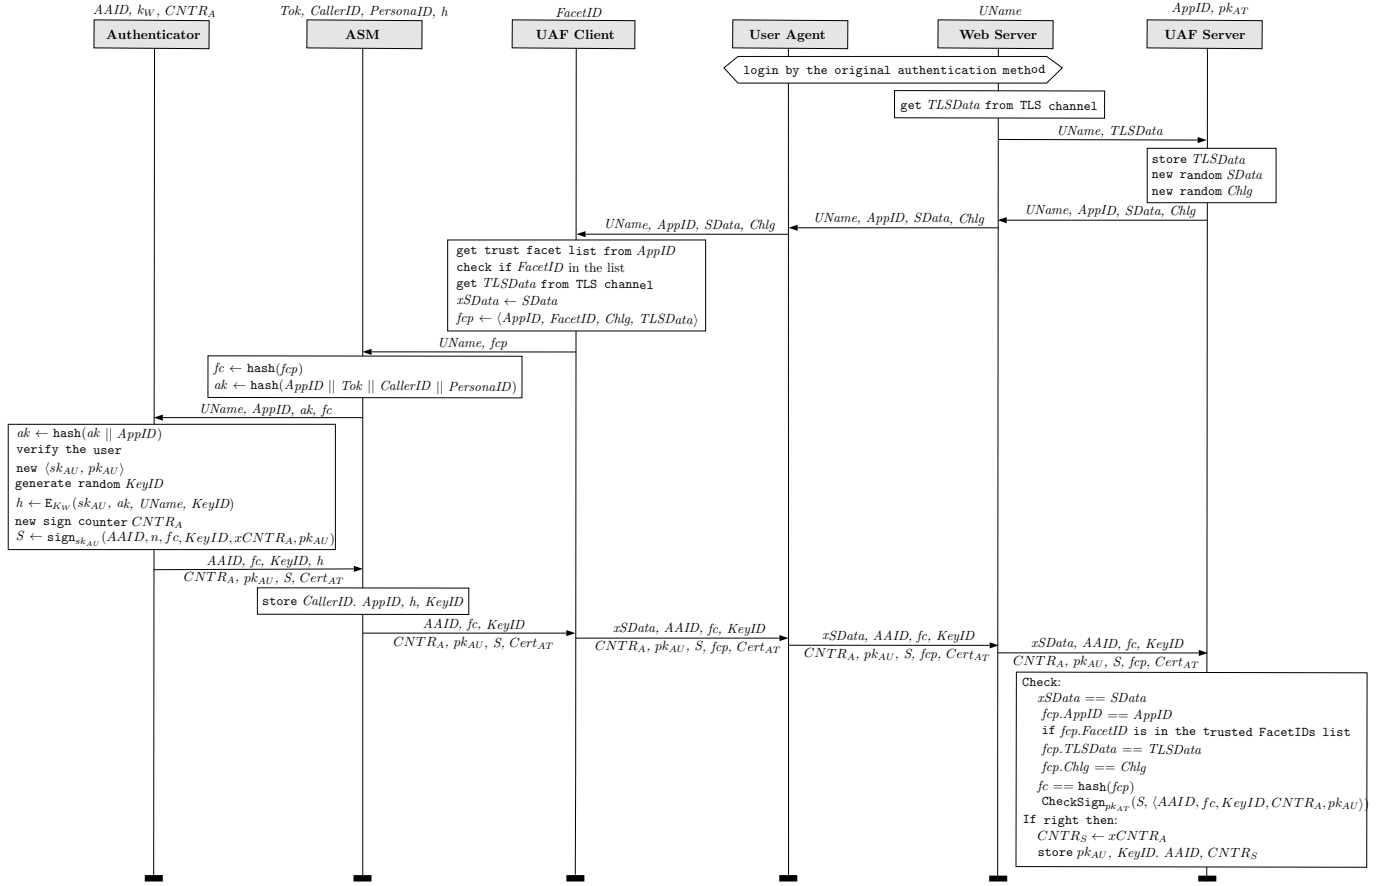 AAID, k_W, CNTR_A
Tok, CallerID, PersonaID, h
FacetID
UName
AppID, pk_AT
Authenticator
ASM
UAF Client
User Agent
Web Server
UAF Server
login by the original authentication method
get TLSData from TLS channel
UName, TLSData
store TLSData
new random SData
new random Chlg
UName, AppID, SData, Chlg
UName, AppID, SData, Chlg
UName, AppID, SData, Chlg
get trust facet list from AppID
check if FacetID in the list
get TLSData from TLS channel
xSData ← SData
fcp ← ⟨AppID, FacetID, Chlg, TLSData⟩
UName, fcp
fc ← hash(fcp)
ak ← hash(AppID || Tok || CallerID || PersonaID)
UName, AppID, ak, fc
ak ← hash(ak || AppID)
verify the user
new ⟨sk_AU, pk_AU⟩
generate random KeyID
h ← E_{K_W}(sk_AU, ak, UName, KeyID)
new sign counter CNTR_A
S ← sign_{sk_AU}(AAID, n, fc, KeyID, xCNTR_A, pk_AU)
AAID, fc, KeyID, h
CNTR_A, pk_AU, S, Cert_AT
store CallerID. AppID, h, KeyID
AAID, fc, KeyID
CNTR_A, pk_AU, S, Cert_AT
xSData, AAID, fc, KeyID
CNTR_A, pk_AU, S, fcp, Cert_AT
xSData, AAID, fc, KeyID
CNTR_A, pk_AU, S, fcp, Cert_AT
xSData, AAID, fc, KeyID
CNTR_A, pk_AU, S, fcp, Cert_AT
Check:
xSData == SData
fcp.AppID == AppID
if fcp.FacetID is in the trusted FacetIDs list
fcp.TLSData == TLSData
fcp.Chlg == Chlg
fc == hash(fcp)
CheckSign_{pk_AT}(S, ⟨AAID, fc, KeyID, CNTR_A, pk_AU⟩)
If right then:
CNTR_S ← xCNTR_A
store pk_AU, KeyID. AAID, CNTR_S